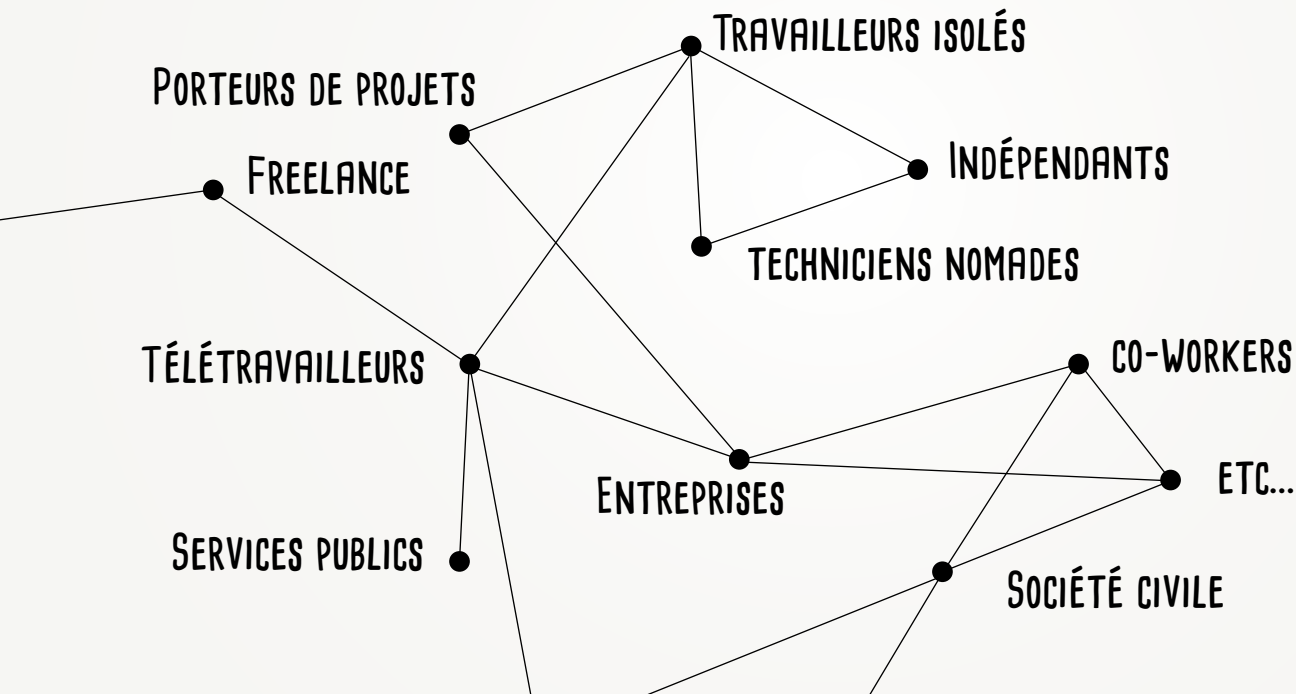 Travailleurs isolés
Porteurs de projets
Freelance
Indépendants
techniciens nomades
Télétravailleurs
co-workers
Entreprises
etc...
Services publics
Société civile